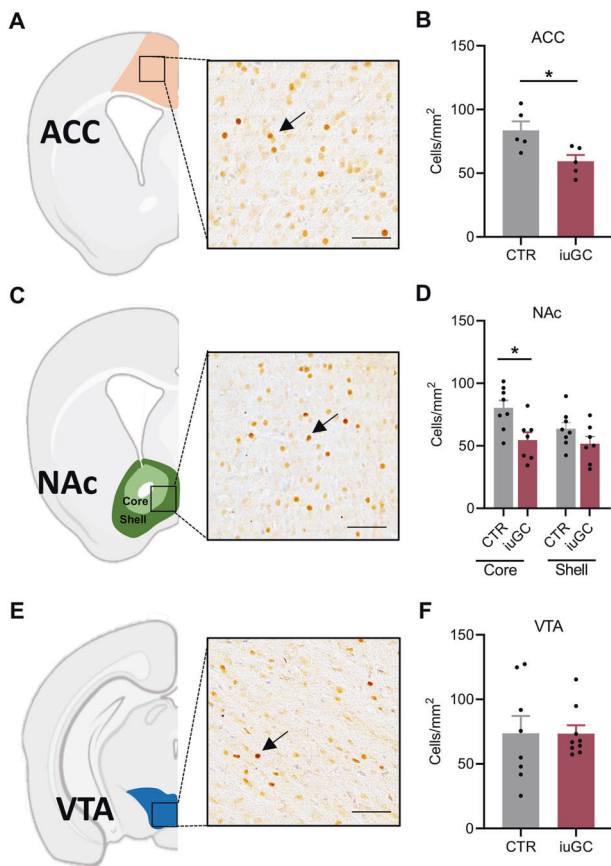 A
ACC
B
ACC
*
Cells/mm²
150
100
50
0
CTR
iuGC
C
NAc
Core
Shell
D
NAc
*
Cells/mm²
150
100
50
0
CTR
iuGC
CTR
iuGC
Core
Shell
E
VTA
F
VTA
Cells/mm²
150
100
50
0
CTR
iuGC